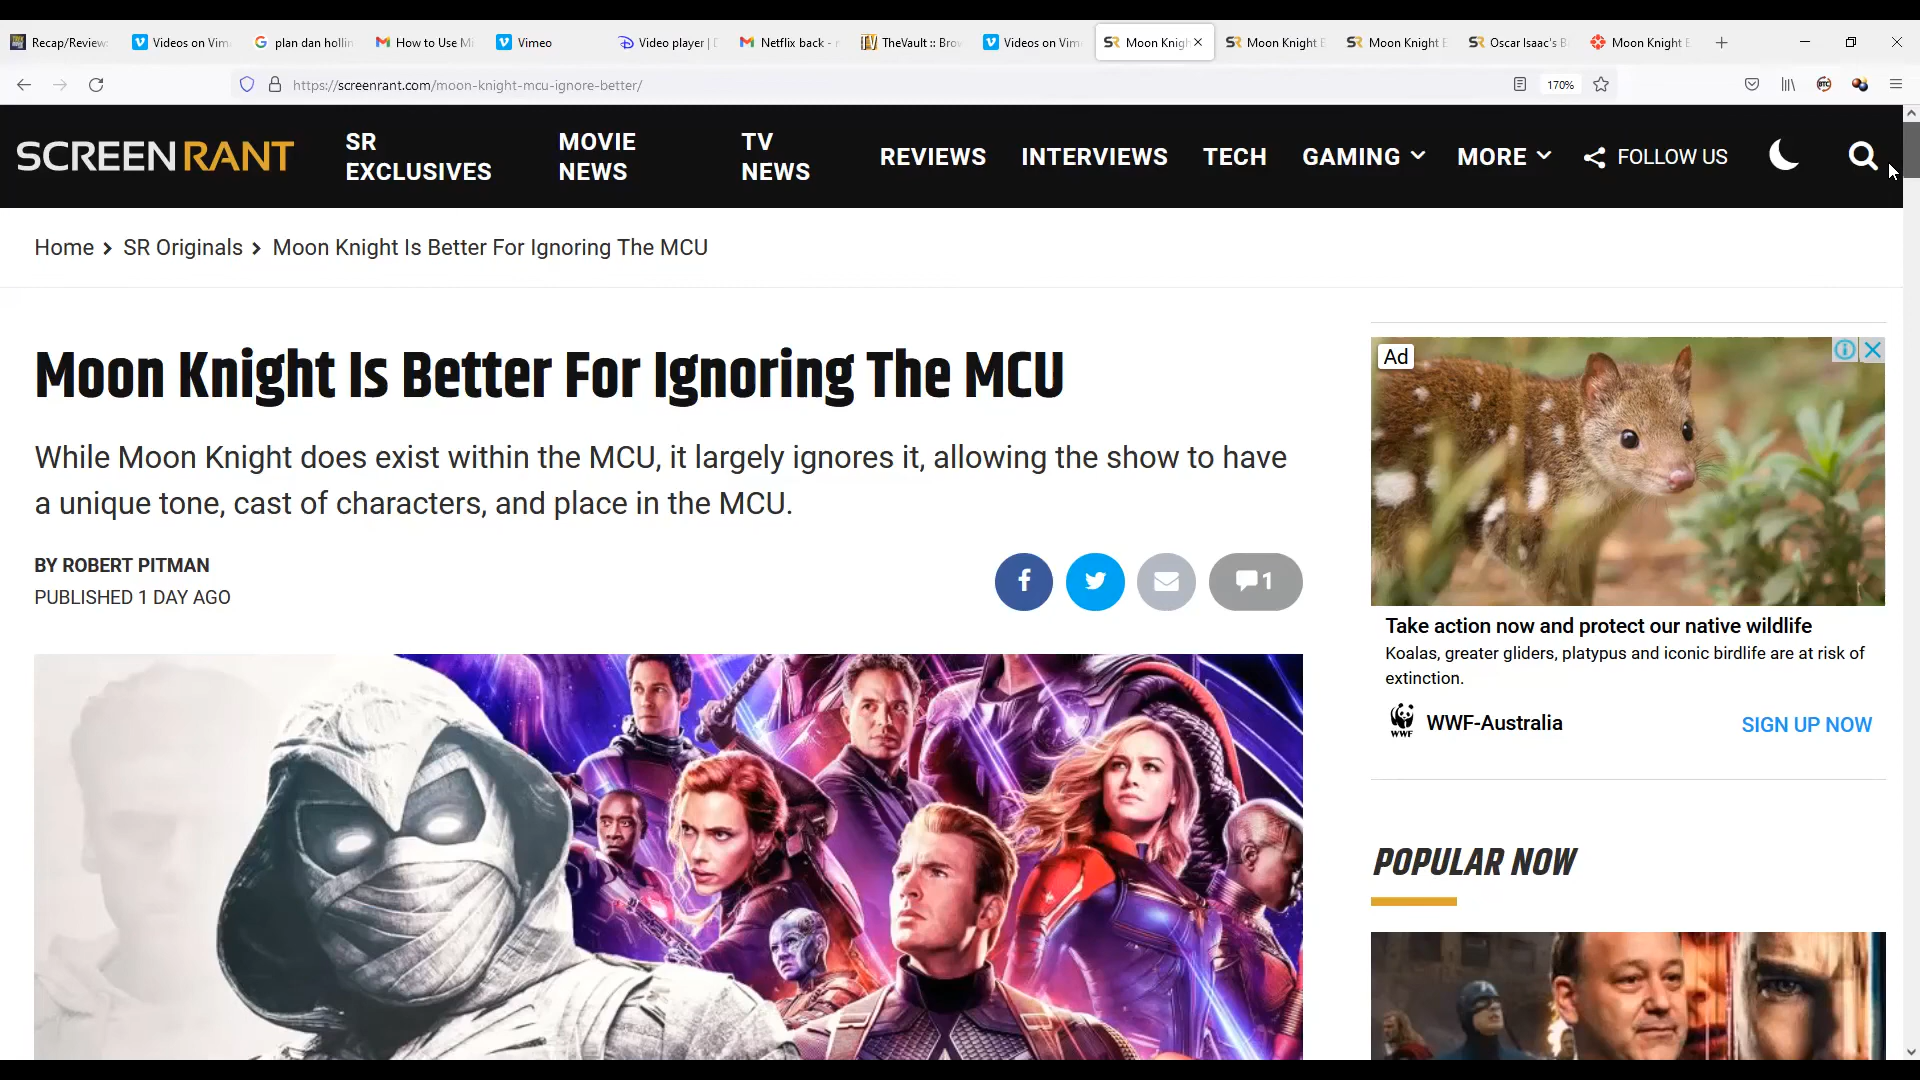 Recap/Review
Videos on Vim
plan dan hollin
How to Use Mi
Vimeo
Video player | D
Netflix back -
TheVault :: Bro
Videos on Vim
Moon Knigh
Moon Knight E
Moon Knight E
Oscar Isaac's B
Moon Knight E
https://screenrant.com/moon-knight-mcu-ignore-better/
170%
SCREENRANT
SR EXCLUSIVES
MOVIE NEWS
TV NEWS
REVIEWS
INTERVIEWS
TECH
GAMING
MORE
FOLLOW US
Home > SR Originals > Moon Knight Is Better For Ignoring The MCU
Moon Knight Is Better For Ignoring The MCU
While Moon Knight does exist within the MCU, it largely ignores it, allowing the show to have
a unique tone, cast of characters, and place in the MCU.
BY ROBERT PITMAN
PUBLISHED 1 DAY AGO
1
Ad
Take action now and protect our native wildlife
Koalas, greater gliders, platypus and iconic birdlife are at risk of
extinction.
WWF
WWF-Australia
SIGN UP NOW
POPULAR NOW